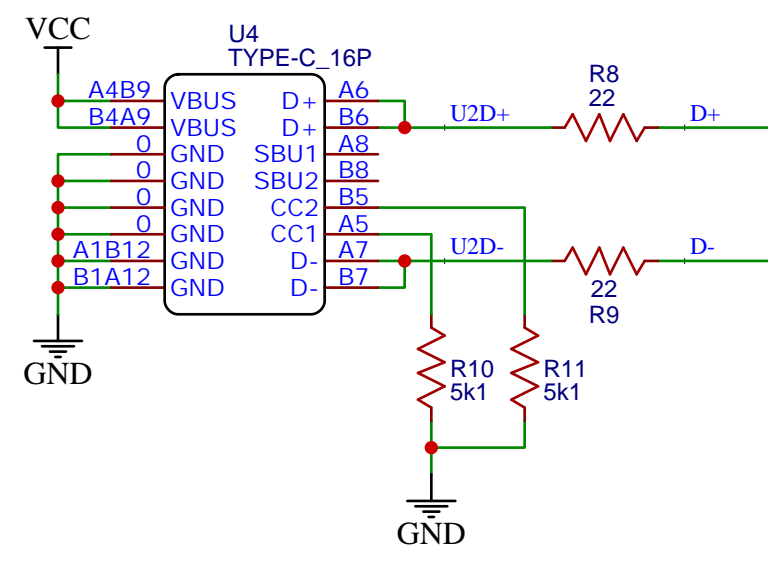 VCC
U4
TYPE-C_16P
A4B9 VBUS D+ A6
B4A9 VBUS D+ B6
0 GND SBU1 A8
0 GND SBU2 B8
0 GND CC2 B5
0 GND CC1 A5
A1B12 GND D- A7
B1A12 GND D- B7
GND
U2D+
R8
22
D+
U2D-
22
R9
D-
R10
5k1
R11
5k1
GND